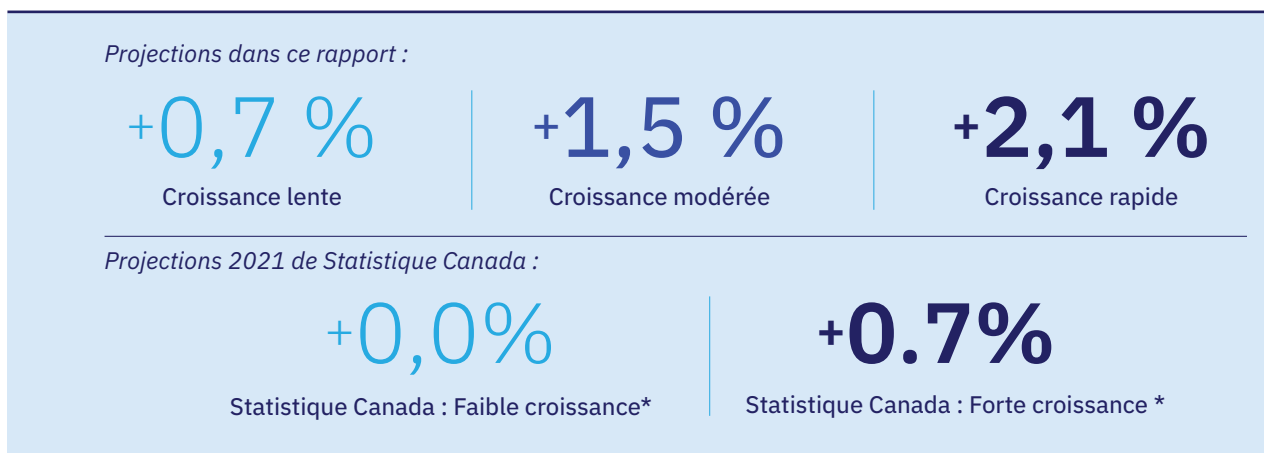 Projections dans ce rapport :
+0,7 %
+1,5 %
+2,1 %
Croissance lente
Croissance modérée
Croissance rapide
Projections 2021 de Statistique Canada :
+0,0%
+0.7%
Statistique Canada : Faible croissance*
Statistique Canada : Forte croissance *